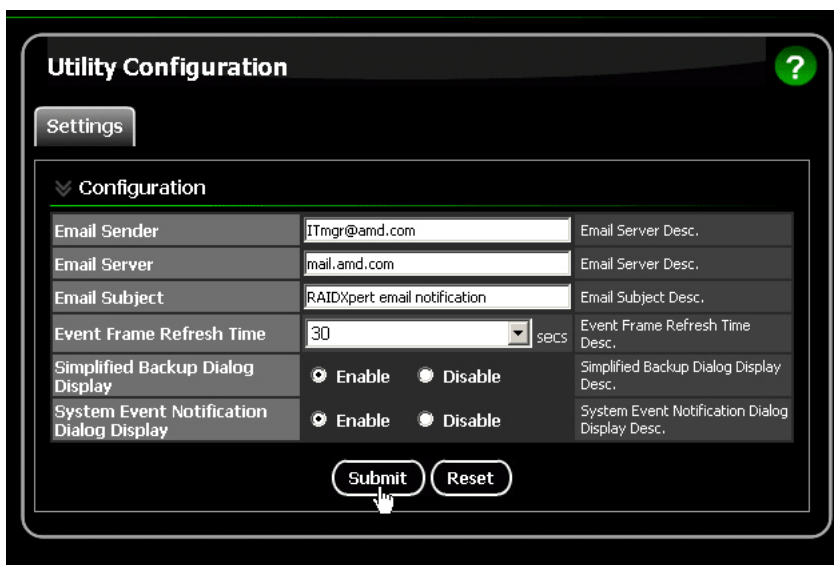 Utility Configuration
?
Settings
Configuration
Email Sender ITmgr@amd.com Email Server Desc.
Email Server mail.amd.com Email Server Desc.
Email Subject RAIDXpert email notification Email Subject Desc.
Event Frame Refresh Time 30 secs Event Frame Refresh Time
Desc.
Simplified Backup Dialog
Display Enable Disable Simplified Backup Dialog Display
Desc.
System Event Notification
Dialog Display Enable Disable System Event Notification Dialog
Display Desc.
Submit Reset